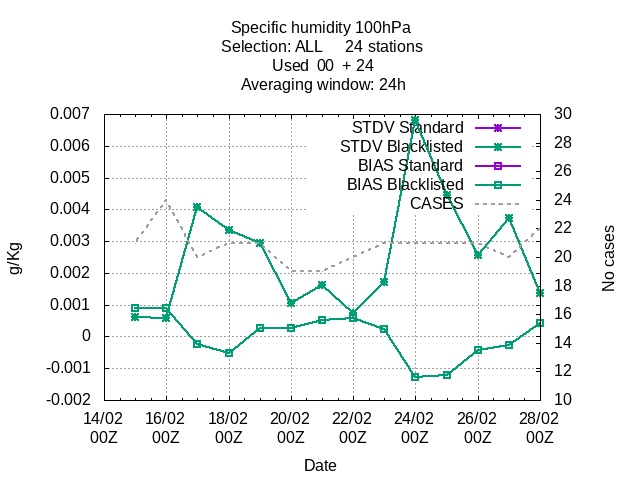 Specific humidity 100hPa
Selection: ALL     24 stations
Used  00  + 24
Averaging window: 24h
0.007
0.006
0.005
0.004
0.003
0.002
0.001
0
-0.001
-0.002
g/Kg
STDV Standard
STDV Blacklisted
BIAS Standard
BIAS Blacklisted
CASES
30
28
26
24
22
20
18
16
14
12
10
No cases
14/02 16/02 18/02 20/02 22/02 24/02 26/02 28/02
00Z 00Z 00Z 00Z 00Z 00Z 00Z 00Z
Date